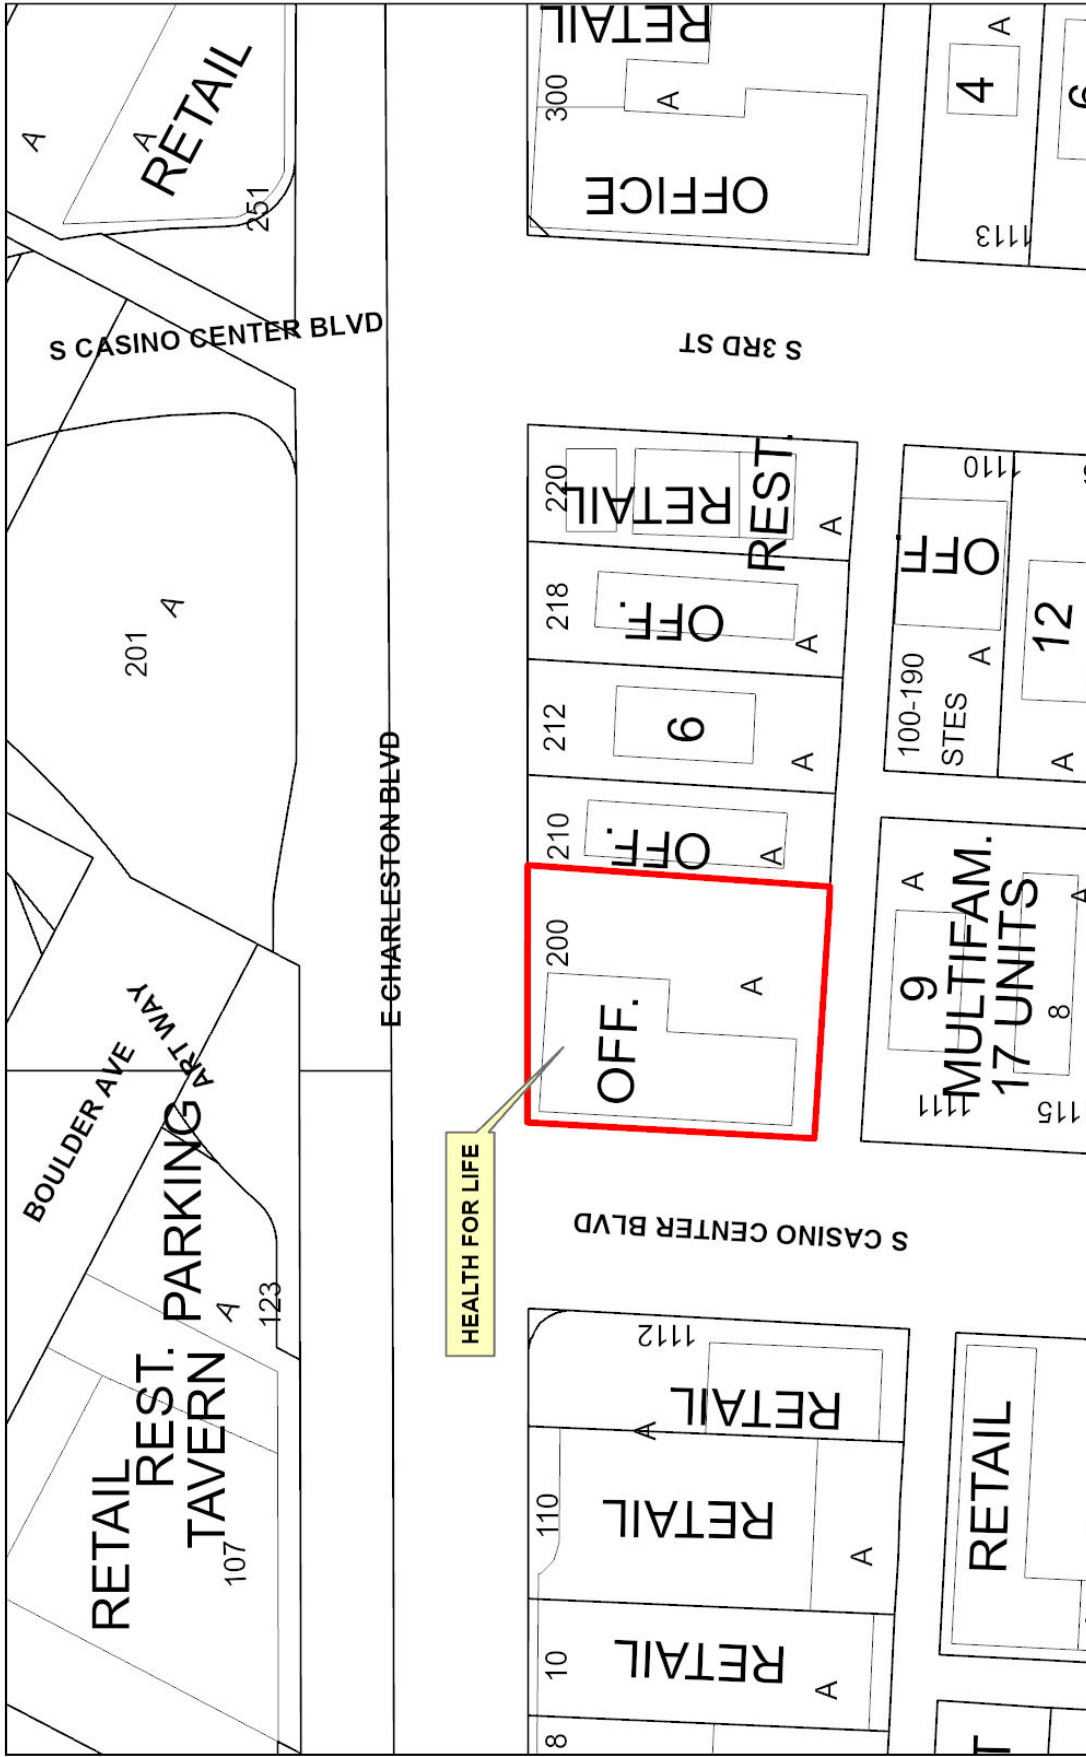 RETAIL
A
A
251
S CASINO CENTER BLVD
201
A
E CHARLESTON BLVD
BOULDER AVE
ART WAY
PARKING
A
123
REST.
TAVERN
RETAIL
107
HEALTH FOR LIFE
RETAIL
300
A
OFFICE
A
4
1113
S 3RD ST
220
RETAIL
REST.
A
218
OFF.
A
212
6
A
210
OFF.
A
200
OFF.
A
1110
OFF
100-190
STES
A
12
A
A
9
MULTIFAM.
17 UNITS
8
A
1111
115
S CASINO CENTER BLVD
1112
RETAIL
A
110
RETAIL
A
10
RETAIL
A
8
RETAIL